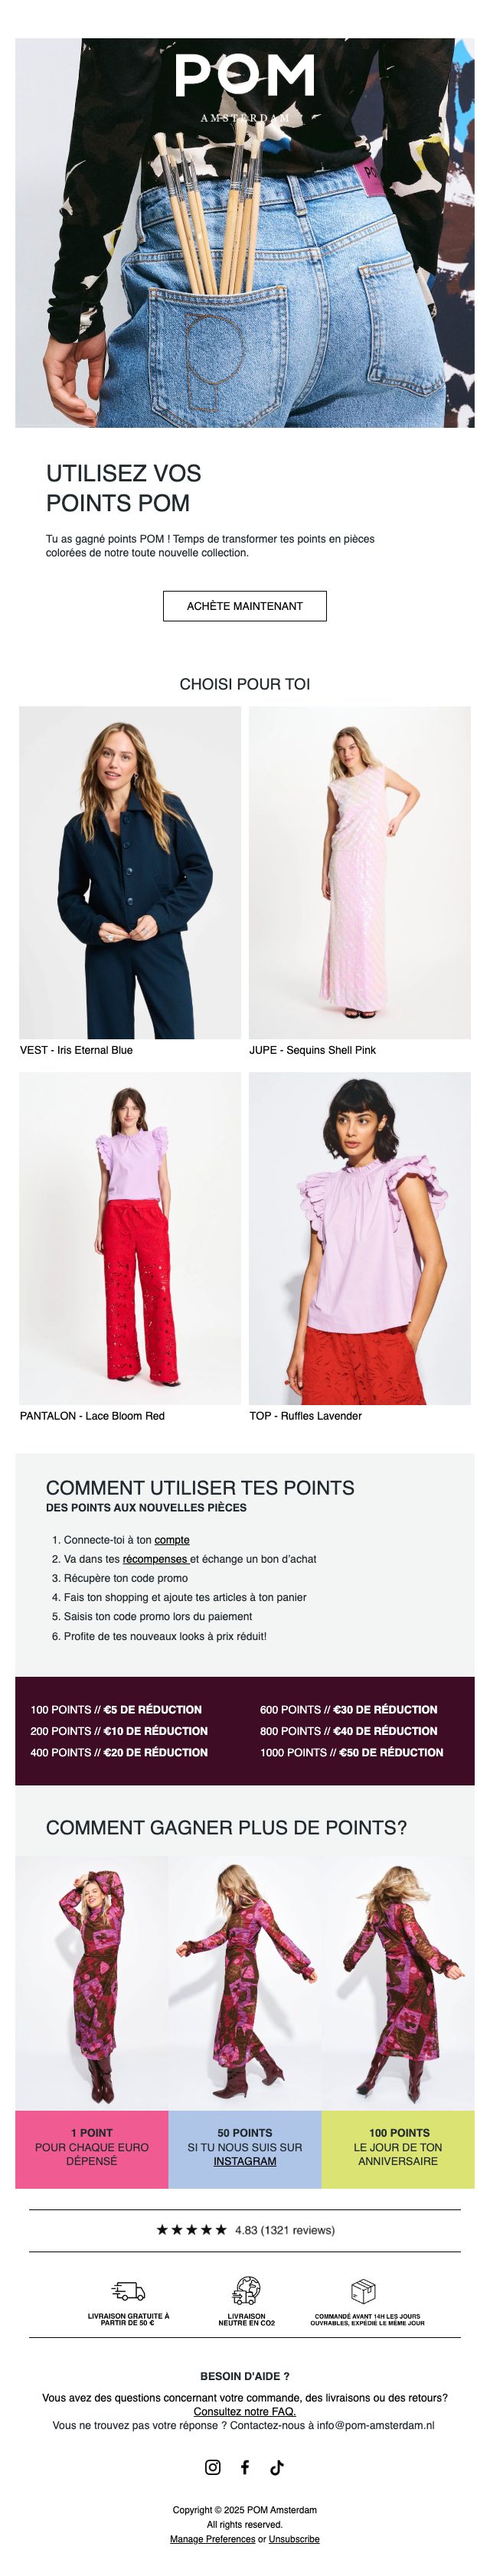 POM
AMSTERDAM
PO
UTILISEZ VOS
POINTS POM
Tu as gagné points POM ! Temps de transformer tes points en pièces
colorées de notre toute nouvelle collection.
ACHÈTE MAINTENANT
CHOISI POUR TOI
VEST - Iris Eternal Blue
JUPE - Sequins Shell Pink
PANTALON - Lace Bloom Red
TOP - Ruffles Lavender
COMMENT UTILISER TES POINTS
DES POINTS AUX NOUVELLES PIÈCES
1. Connecte-toi à ton compte
2. Va dans tes récompenses et échange un bon d'achat
3. Récupère ton code promo
4. Fais ton shopping et ajoute tes articles à ton panier
5. Saisis ton code promo lors du paiement
6. Profite de tes nouveaux looks à prix réduit!
100 POINTS // €5 DE RÉDUCTION
200 POINTS // €10 DE RÉDUCTION
400 POINTS // €20 DE RÉDUCTION
600 POINTS // €30 DE RÉDUCTION
800 POINTS // €40 DE RÉDUCTION
1000 POINTS // €50 DE RÉDUCTION
COMMENT GAGNER PLUS DE POINTS?
1 POINT
POUR CHAQUE EURO
DÉPENSÉ
50 POINTS
SI TU NOUS SUIS SUR
INSTAGRAM
100 POINTS
LE JOUR DE TON
ANNIVERSAIRE
★★★★★ 4.83 (1321 reviews)
LIVRAISON GRATUITE À
PARTIR DE 50 €
LIVRAISON
NEUTRE EN CO2
COMMANDÉ AVANT 14H LES JOURS
OUVRABLES, EXPÉDIÉ LE MÊME JOUR
BESOIN D'AIDE ?
Vous avez des questions concernant votre commande, des livraisons ou des retours?
Consultez notre FAQ.
Vous ne trouvez pas votre réponse ? Contactez-nous à info@pom-amsterdam.nl
Copyright © 2025 POM Amsterdam
All rights reserved.
Manage Preferences or Unsubscribe